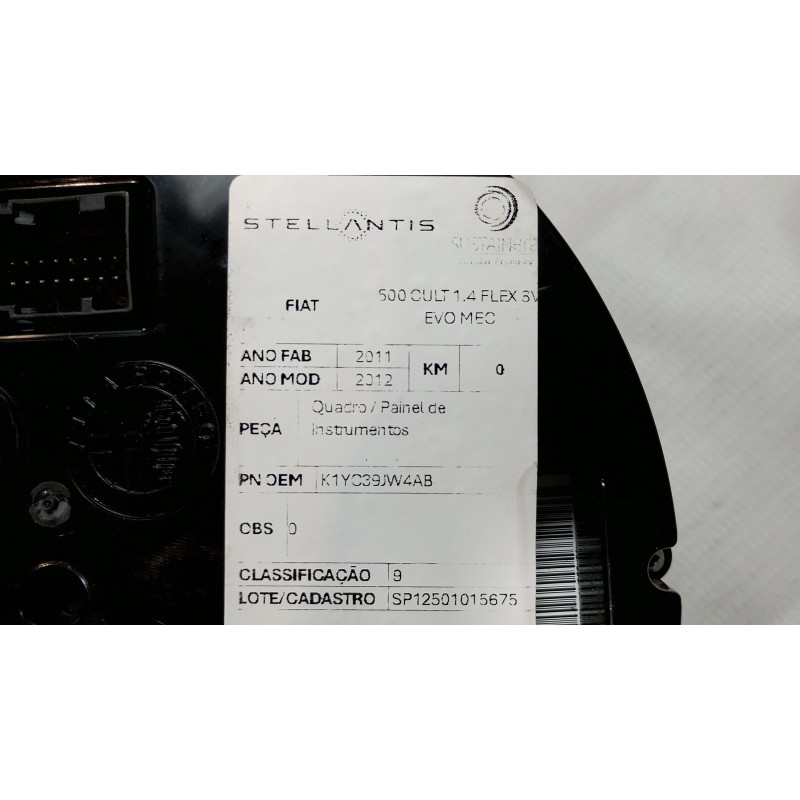 STELLANTIS
SUSTAINERA
FIAT
500 CULT 1.4 FLEX 8V
EVO MEC
ANO FAB 2011
ANO MOD 2012
KM 0
PEÇA Quadro / Painel de
Instrumentos
PN OEM K1YC39JW4AB
OBS 0
CLASSIFICAÇÃO 9
LOTE/CADASTRO SP12501015675